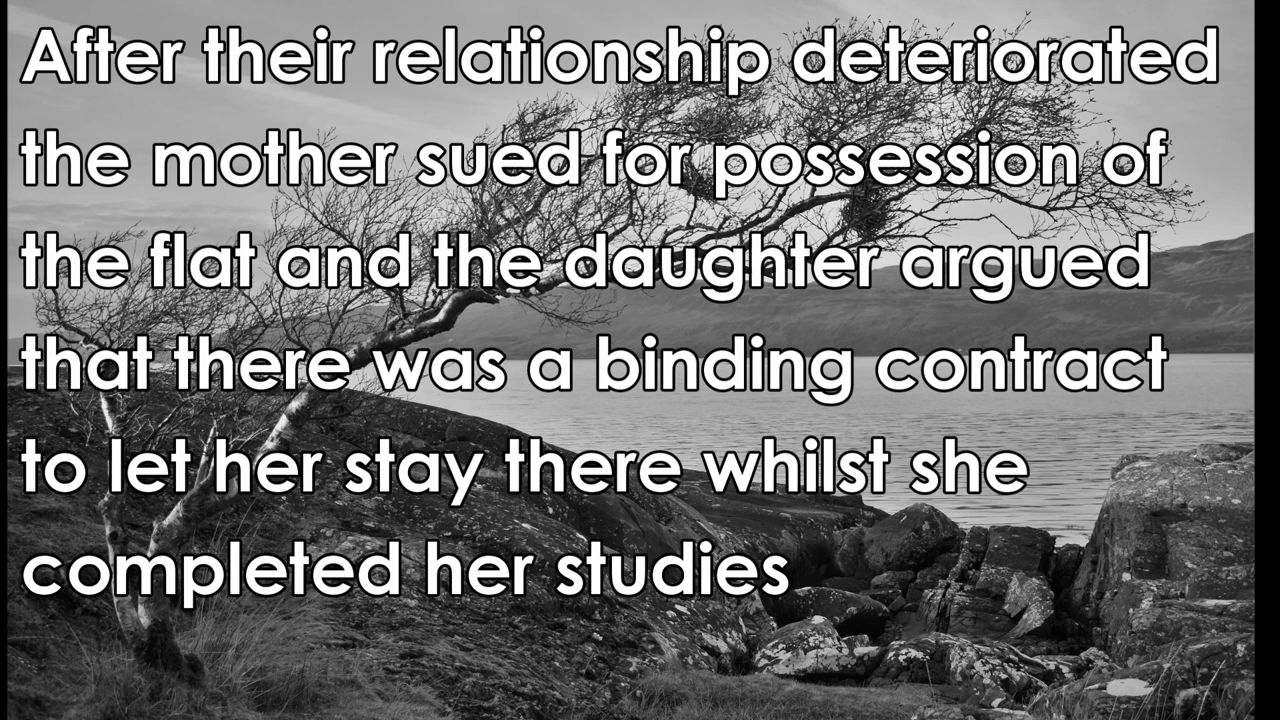 After their relationship deteriorated
the mother sued for possession of
the flat and the daughter argued
that there was a binding contract
to let her stay there whilst she
completed her studies